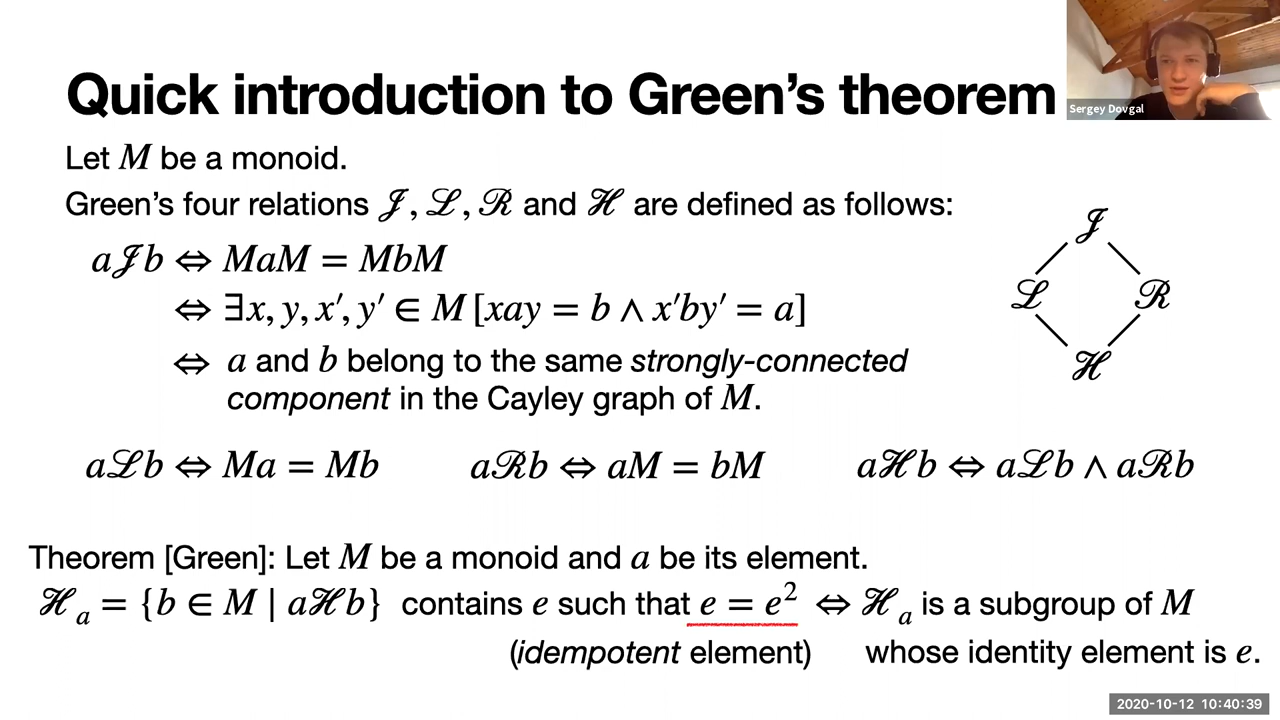 Quick introduction to Green's theorem
Sergey Dovgal
Let M be a monoid.
Green's four relations 𝒥, ℒ, ℛ and ℋ are defined as follows:
a𝒥b ⇔ MaM = MbM
⇔ ∃x, y, x′, y′ ∈ M [xay = b ∧ x′by′ = a]
⇔ a and b belong to the same strongly-connected
component in the Cayley graph of M.
𝒥
ℒ ℛ
ℋ
aℒb ⇔ Ma = Mb aℛb ⇔ aM = bM aℋb ⇔ aℒb ∧ aℛb
Theorem [Green]: Let M be a monoid and a be its element.
ℋₐ = {b ∈ M | aℋb} contains e such that e = e² ⇔ ℋₐ is a subgroup of M
(idempotent element) whose identity element is e.
2020-10-12 10:40:39